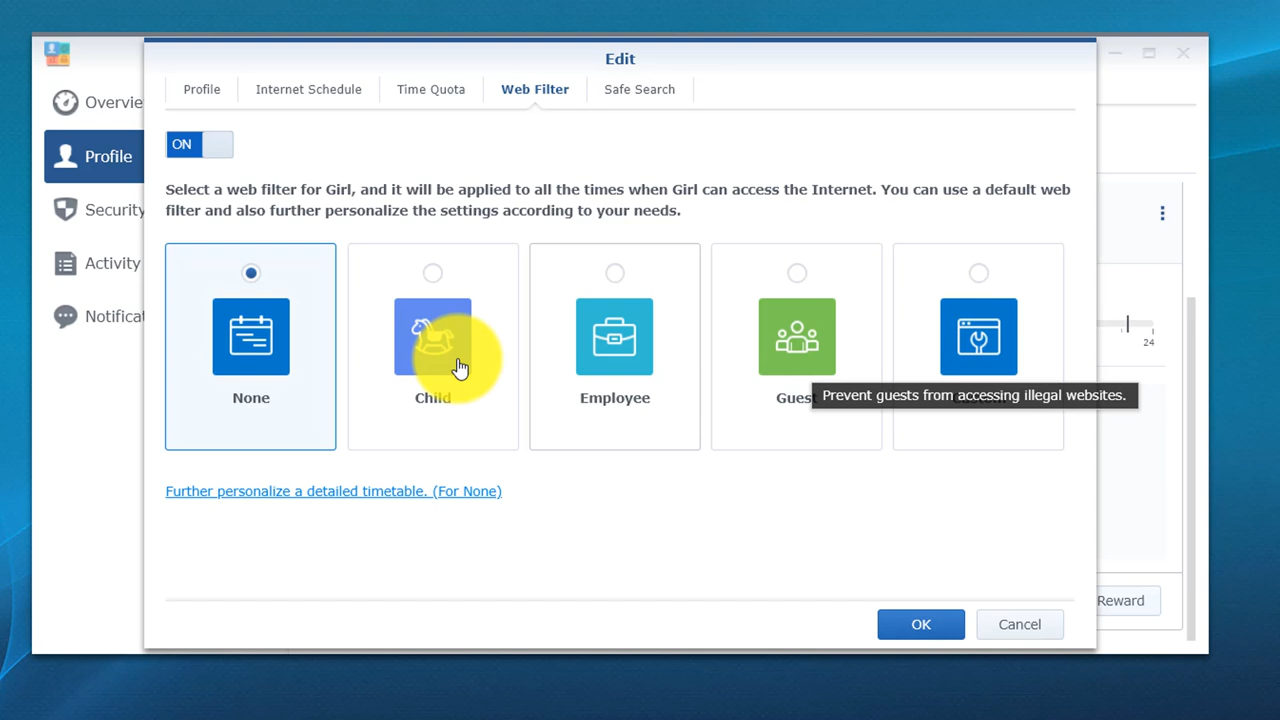 Edit
Profile
Internet Schedule
Time Quota
Web Filter
Safe Search
Overvie
Profile
Security
Activity
Notificat
ON
Select a web filter for Girl, and it will be applied to all the times when Girl can access the Internet. You can use a default web
filter and also further personalize the settings according to your needs.
None
Child
Employee
Guest
Prevent guests from accessing illegal websites.
24
Further personalize a detailed timetable. (For None)
Reward
OK
Cancel